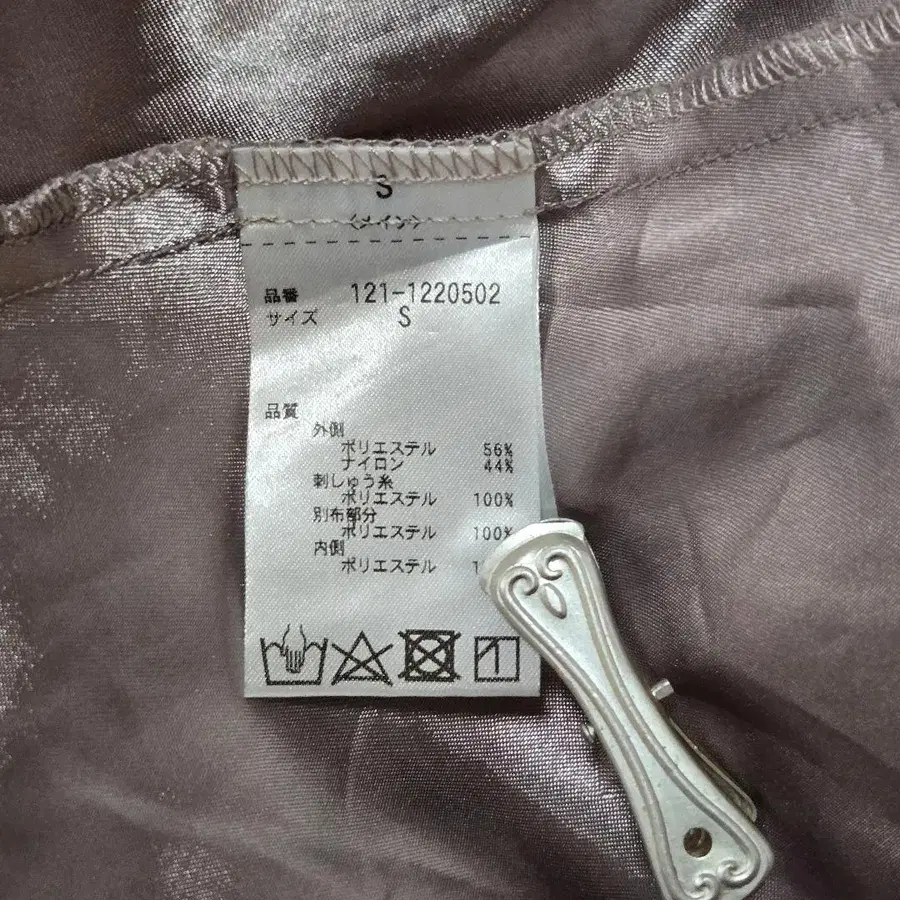 S
<メイン>
品番 121-1220502
サイズ S
品質
外側
ポリエステル 56%
ナイロン 44%
刺しゅう糸
ポリエステル 100%
別布部分
ポリエステル 100%
内側
ポリエステル